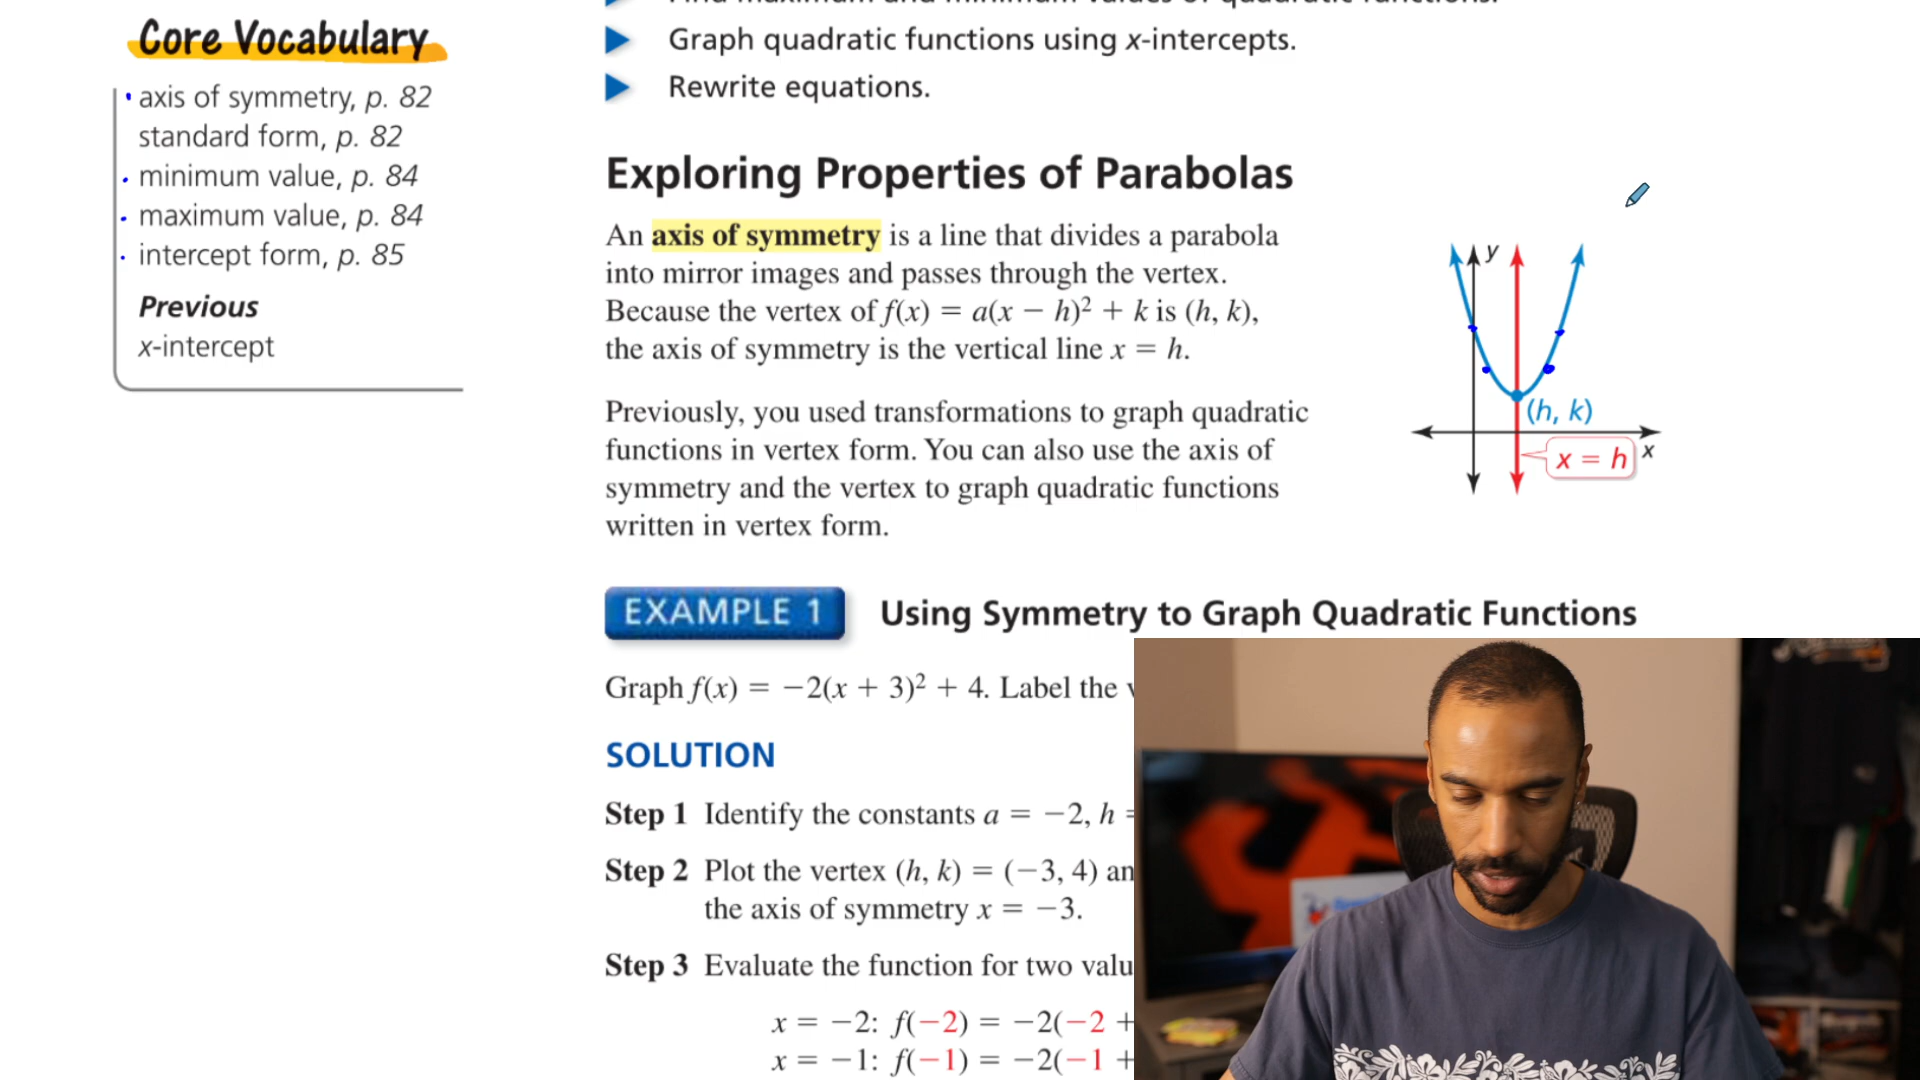 Core Vocabulary
axis of symmetry, p. 82
standard form, p. 82
minimum value, p. 84
maximum value, p. 84
intercept form, p. 85
Previous
x-intercept
Graph quadratic functions using x-intercepts.
Rewrite equations.
Exploring Properties of Parabolas
An axis of symmetry is a line that divides a parabola
into mirror images and passes through the vertex.
Because the vertex of f(x) = a(x − h)² + k is (h, k),
the axis of symmetry is the vertical line x = h.
Previously, you used transformations to graph quadratic
functions in vertex form. You can also use the axis of
symmetry and the vertex to graph quadratic functions
written in vertex form.
y
(h, k)
x = h
x
EXAMPLE 1 Using Symmetry to Graph Quadratic Functions
Graph f(x) = −2(x + 3)² + 4. Label the
SOLUTION
Step 1 Identify the constants a = −2, h =
Step 2 Plot the vertex (h, k) = (−3, 4) an
the axis of symmetry x = −3.
Step 3 Evaluate the function for two valu
x = −2: f(−2) = −2(−2 +
x = −1: f(−1) = −2(−1 +